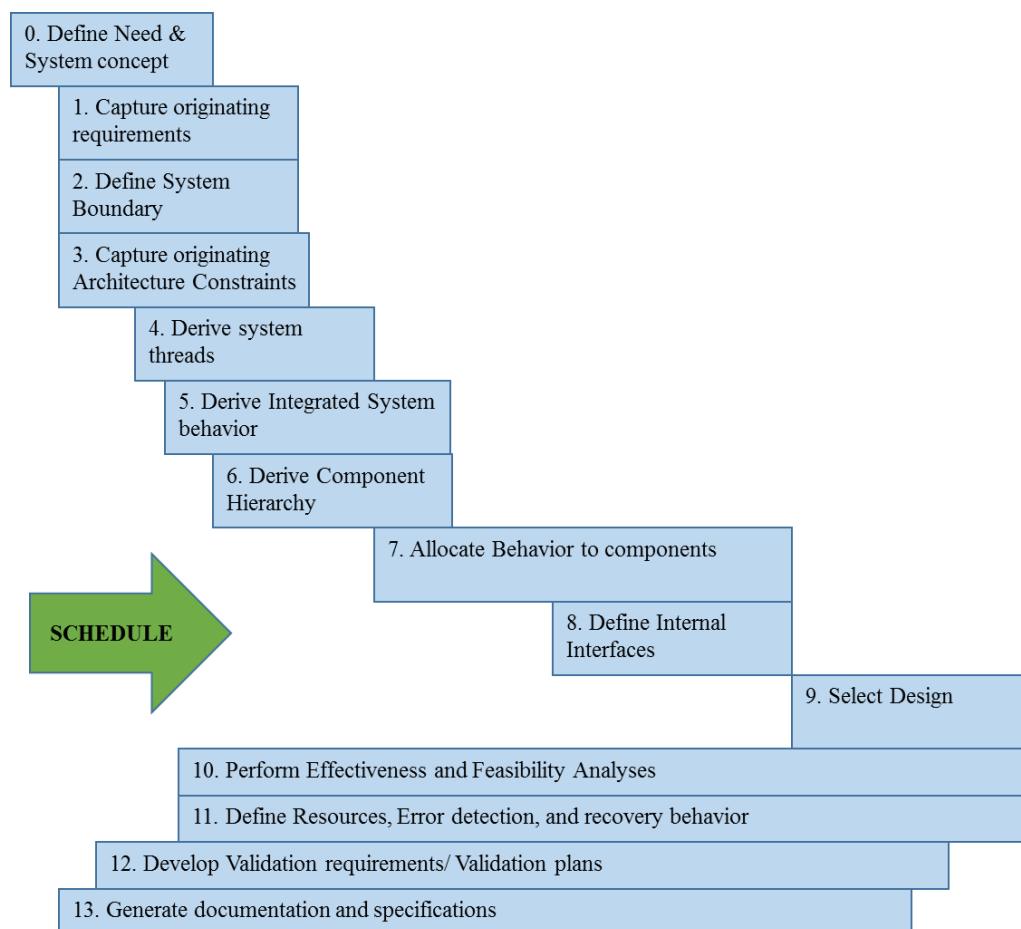 0. Define Need &
System concept
1. Capture originating
requirements
2. Define System
Boundary
3. Capture originating
Architecture Constraints
4. Derive system
threads
5. Derive Integrated System
behavior
6. Derive Component
Hierarchy
7. Allocate Behavior to components
8. Define Internal
Interfaces
SCHEDULE
9. Select Design
10. Perform Effectiveness and Feasibility Analyses
11. Define Resources, Error detection, and recovery behavior
12. Develop Validation requirements/ Validation plans
13. Generate documentation and specifications